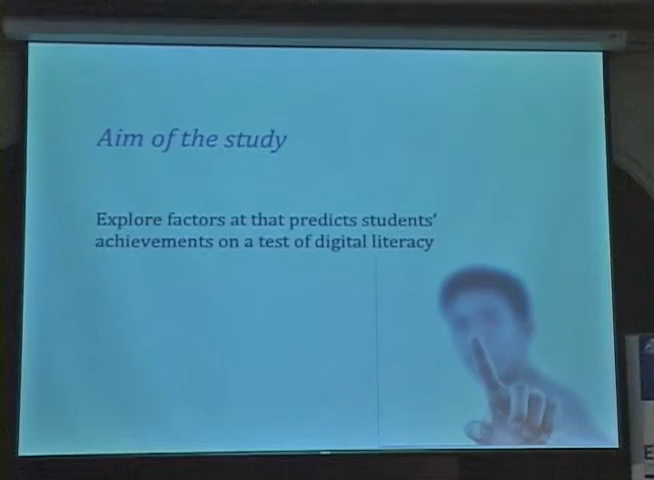 Aim of the study
Explore factors at that predicts students'
achievements on a test of digital literacy
E